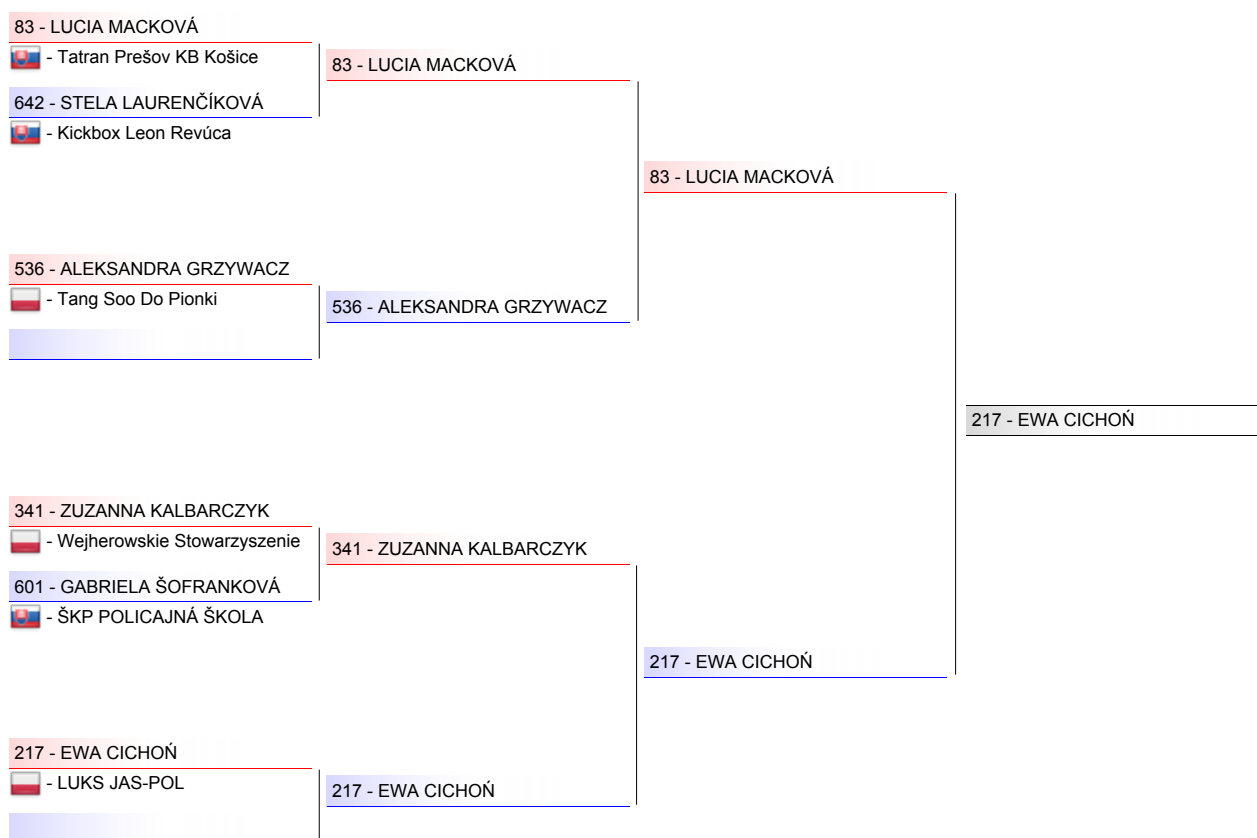 83 - LUCIA MACKOVÁ
- Tatran Prešov KB Košice
642 - STELA LAURENČÍKOVÁ
- Kickbox Leon Revúca
536 - ALEKSANDRA GRZYWACZ
- Tang Soo Do Pionki
341 - ZUZANNA KALBARCZYK
- Wejherowskie Stowarzyszenie
601 - GABRIELA ŠOFRANKOVÁ
- ŠKP POLICAJNÁ ŠKOLA
217 - EWA CICHOŃ
- LUKS JAS-POL
83 - LUCIA MACKOVÁ
536 - ALEKSANDRA GRZYWACZ
341 - ZUZANNA KALBARCZYK
217 - EWA CICHOŃ
83 - LUCIA MACKOVÁ
217 - EWA CICHOŃ
217 - EWA CICHOŃ